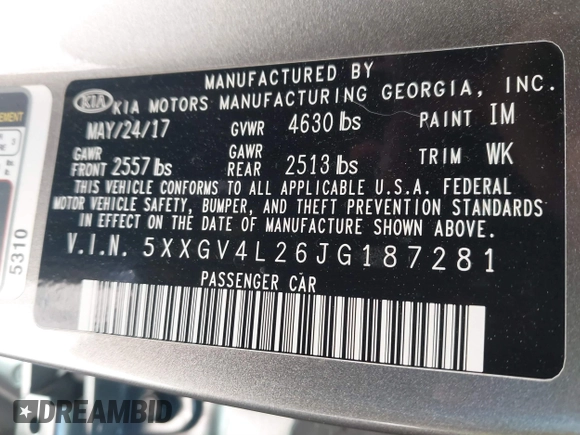 MANUFACTURED BY
KIA KIA MOTORS MANUFACTURING GEORGIA, INC.
MAY/24/17 GVWR 4630 lbs PAINT IM
GAWR FRONT 2557 lbs GAWR REAR 2513 lbs TRIM WK
THIS VEHICLE CONFORMS TO ALL APPLICABLE U.S.A. FEDERAL
MOTOR VEHICLE SAFETY, BUMPER, AND THEFT PREVENTION STANDARDS
IN EFFECT ON THE DATE OF MANUFACTURE SHOWN ABOVE.
V.I.N. 5XXGV4L26JG187281
PASSENGER CAR
5310
DREAMBID